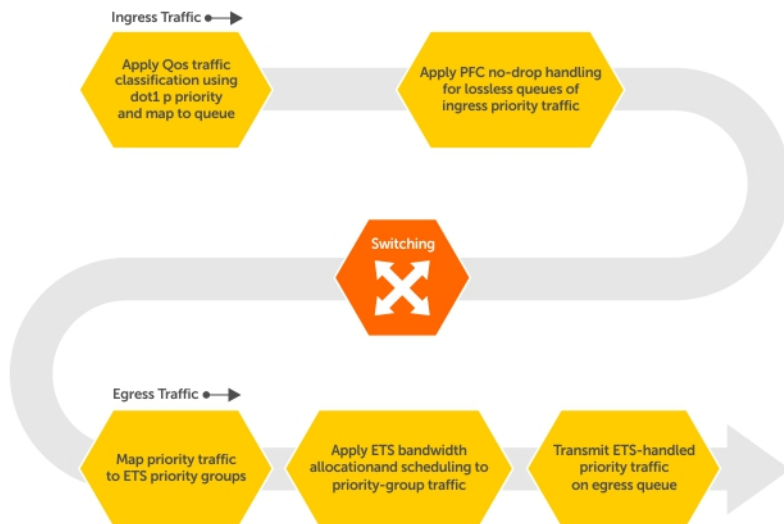 Ingress Traffic
Apply Qos traffic
classification using
dot1 p priority
and map to queue
Apply PFC no-drop handling
for lossless queues of
ingress priority traffic
Switching
Egress Traffic
Map priority traffic
to ETS priority groups
Apply ETS bandwidth
allocationand scheduling to
priority-group traffic
Transmit ETS-handled
priority traffic
on egress queue